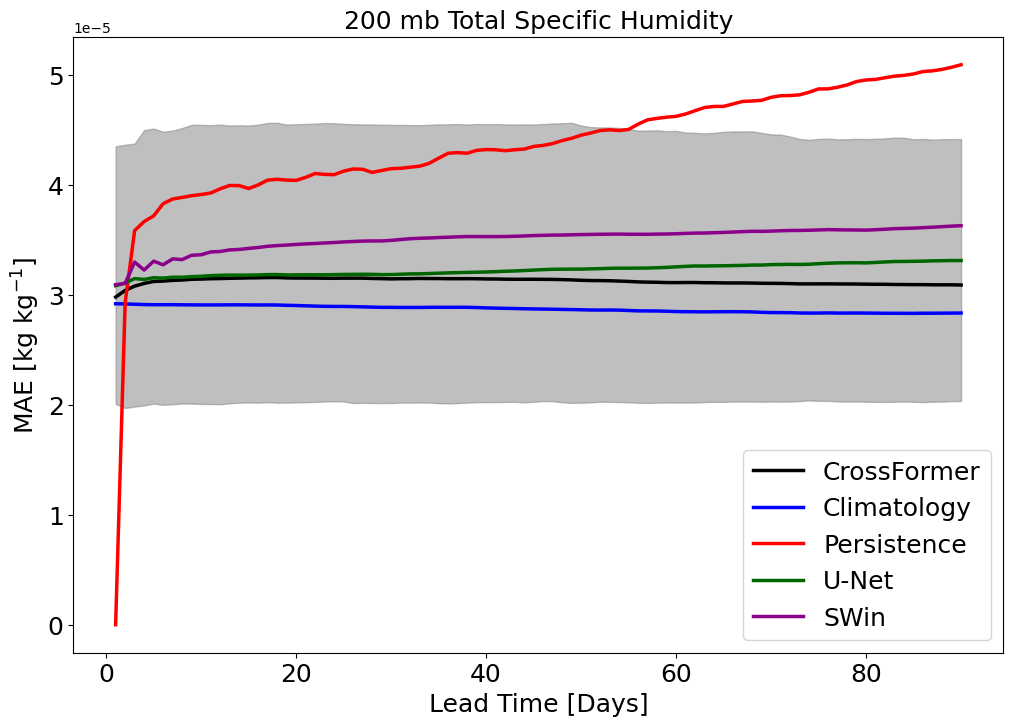 200 mb Total Specific Humidity
1e−5
5
4
3
2
1
0
MAE [kg kg⁻¹]
0 20 40 60 80
Lead Time [Days]
CrossFormer
Climatology
Persistence
U-Net
SWin